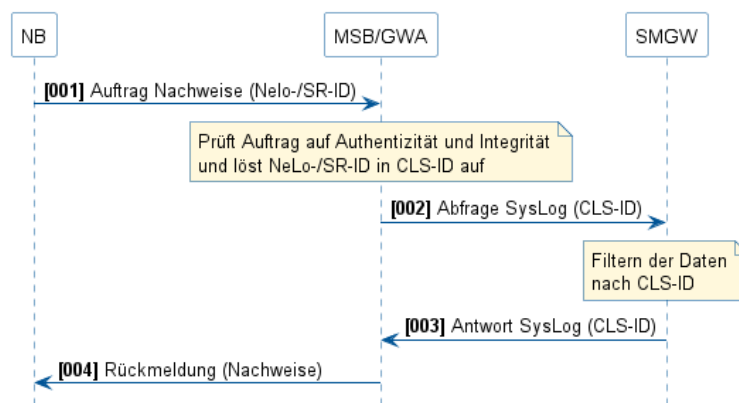 NB
MSB/GWA
SMGW
[001] Auftrag Nachweise (Nelo-/SR-ID)
Prüft Auftrag auf Authentizität und Integrität
und löst NeLo-/SR-ID in CLS-ID auf
[002] Abfrage SysLog (CLS-ID)
Filtern der Daten
nach CLS-ID
[003] Antwort SysLog (CLS-ID)
[004] Rückmeldung (Nachweise)